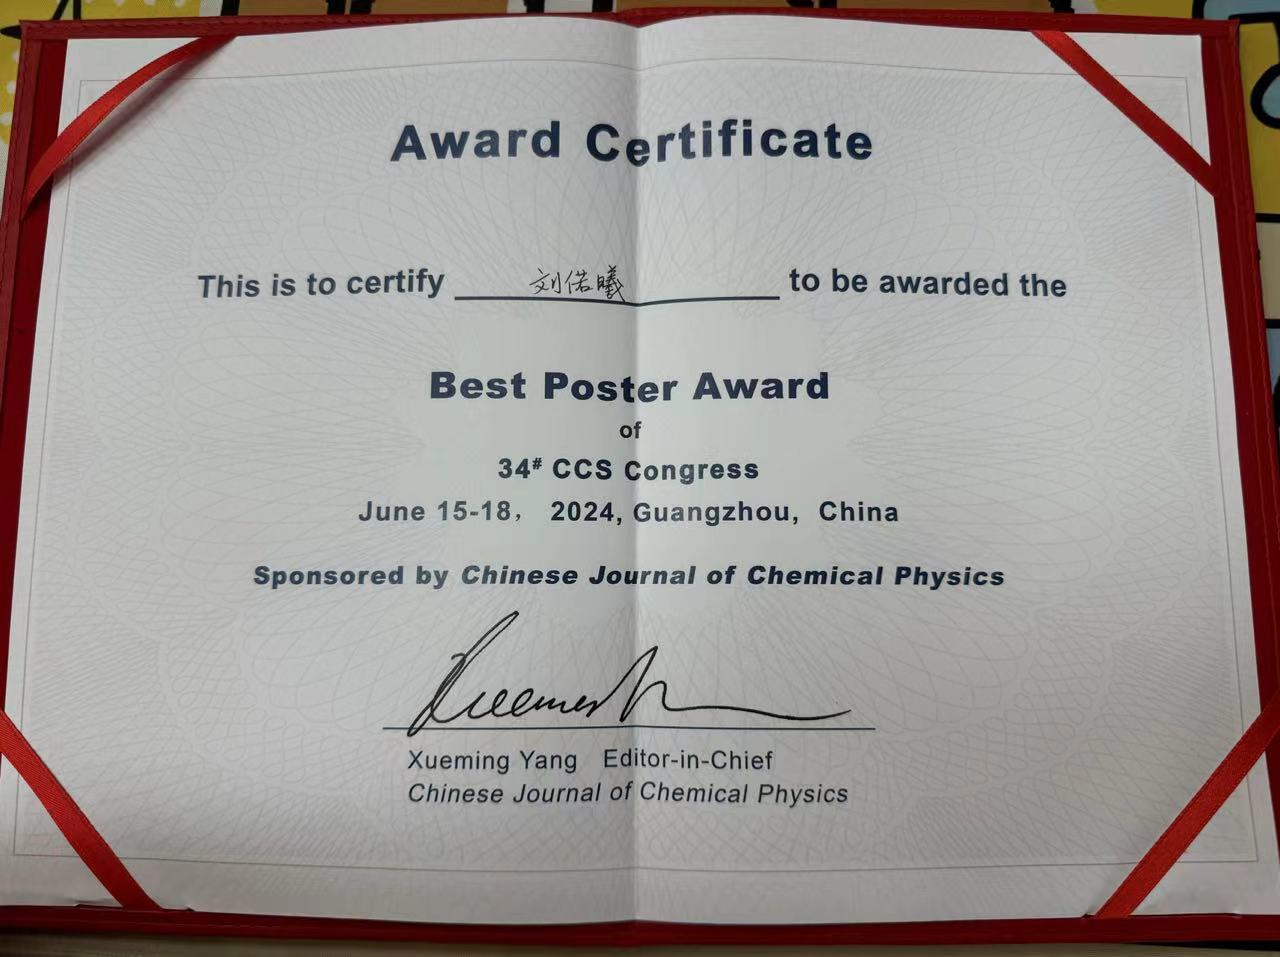 Award Certificate
This is to certify 刘偌曦 to be awarded the
Best Poster Award
of
34# CCS Congress
June 15-18， 2024, Guangzhou, China
Sponsored by Chinese Journal of Chemical Physics
Xueming Yang
Xueming Yang Editor-in-Chief
Chinese Journal of Chemical Physics